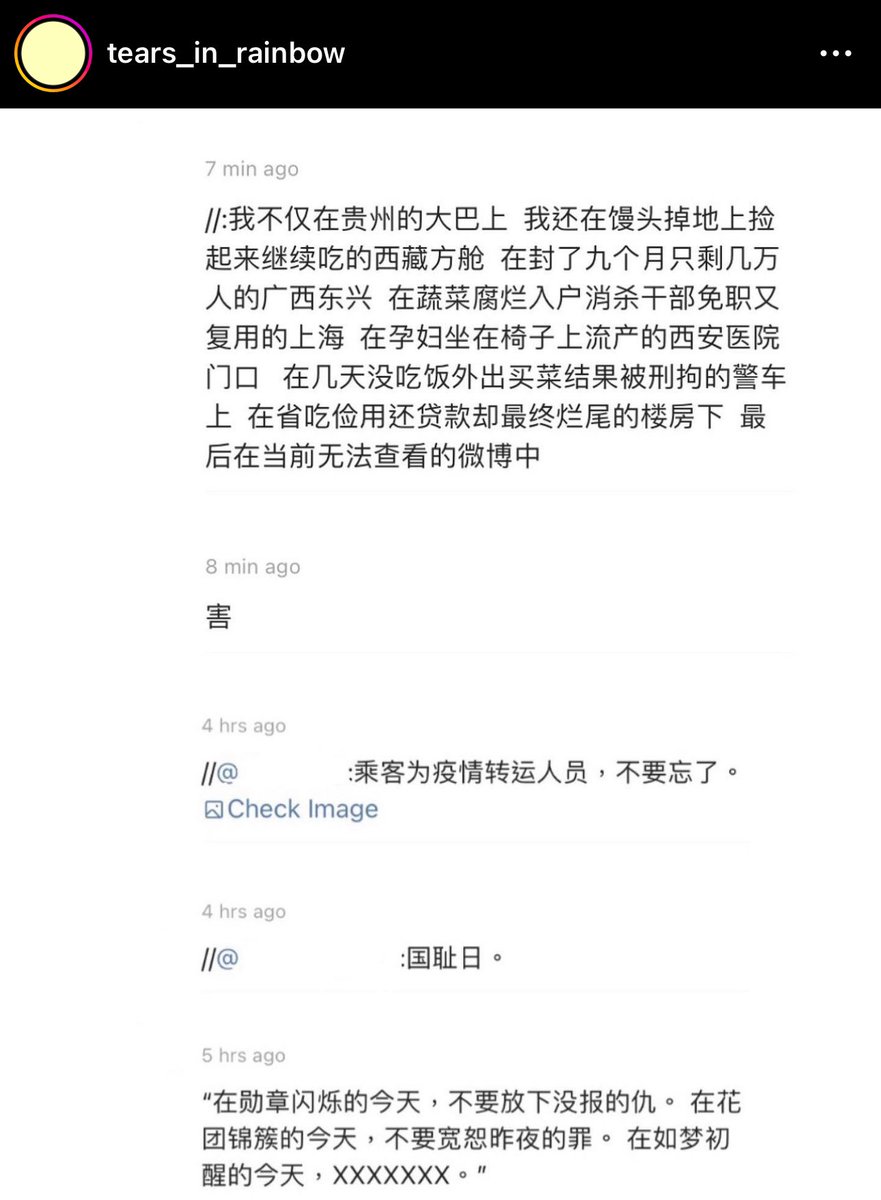 tears_in_rainbow
7 min ago
//:我不仅在贵州的大巴上 我还在馒头掉地上捡
起来继续吃的西藏方舱 在封了九个月只剩几万
人的广西东兴 在蔬菜腐烂入户消杀干部免职又
复用的上海 在孕妇坐在椅子上流产的西安医院
门口 在几天没吃饭外出买菜结果被刑拘的警车
上 在省吃俭用还贷款却最终烂尾的楼房下 最
后在当前无法查看的微博中
8 min ago
害
4 hrs ago
//@ :乘客为疫情转运人员，不要忘了。
Check Image
4 hrs ago
//@ :国耻日。
5 hrs ago
“在勋章闪烁的今天，不要放下没报的仇。 在花
团锦簇的今天，不要宽恕昨夜的罪。 在如梦初
醒的今天，XXXXXXX。”